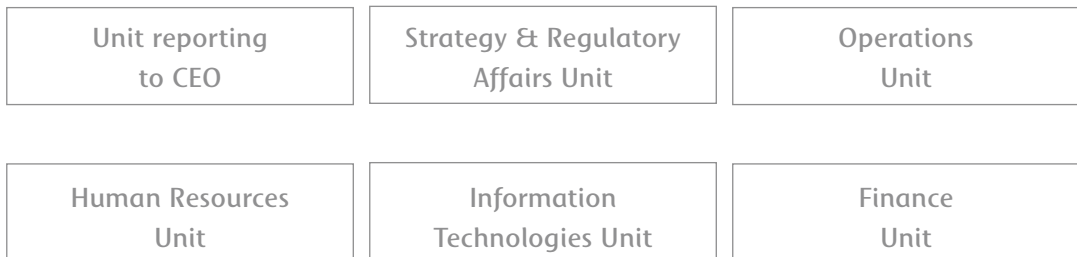 Unit reporting
to CEO
Strategy & Regulatory
Affairs Unit
Operations
Unit
Human Resources
Unit
Information
Technologies Unit
Finance
Unit